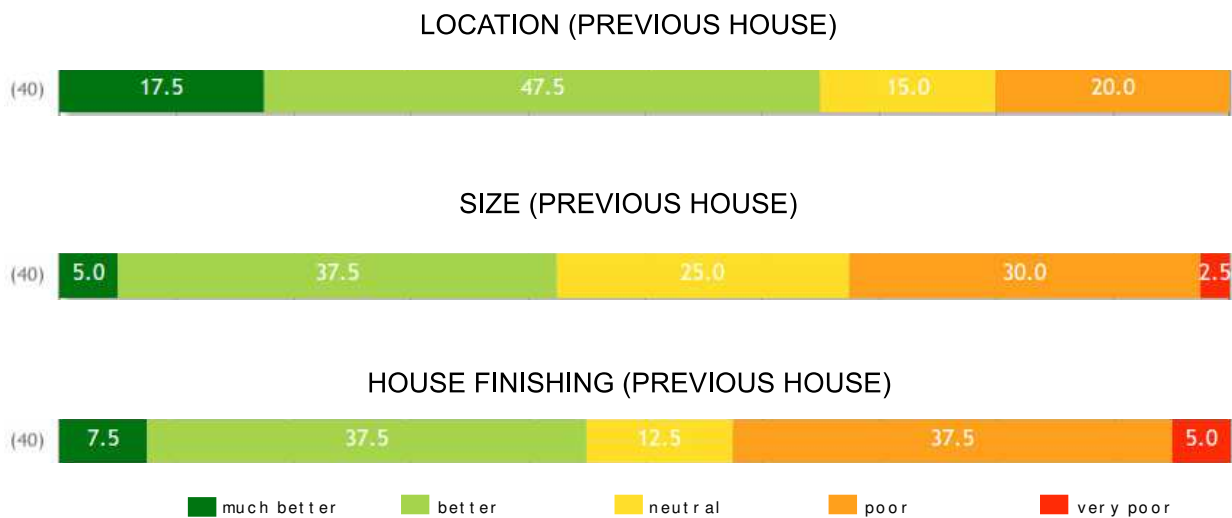 LOCATION (PREVIOUS HOUSE)
(40) 17.5 47.5 15.0 20.0
SIZE (PREVIOUS HOUSE)
(40) 5.0 37.5 25.0 30.0 2.5
HOUSE FINISHING (PREVIOUS HOUSE)
(40) 7.5 37.5 12.5 37.5 5.0
much better better neutral poor very poor